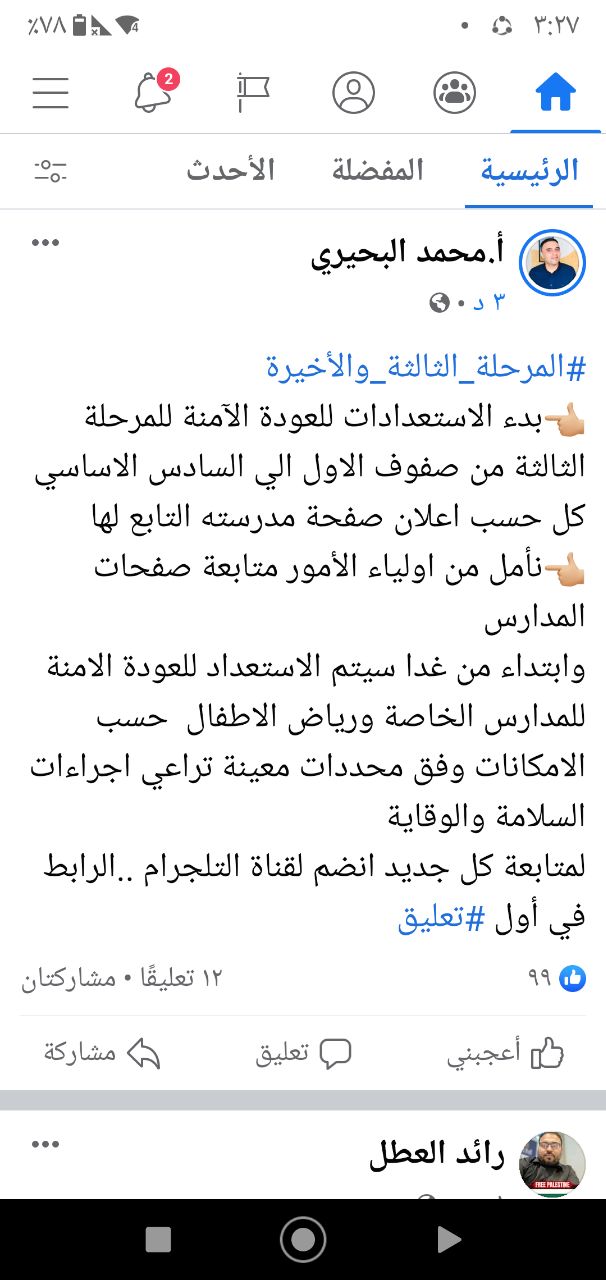 ٣:٢٧
٪٧٨
4
2
الرئيسية
المفضلة
الأحدث
أ.محمد البحيري
٣ د •
#المرحلة_الثالثة_والأخيرة
👈بدء الاستعدادات للعودة الآمنة للمرحلة
الثالثة من صفوف الاول الي السادس الاساسي
كل حسب اعلان صفحة مدرسته التابع لها
👈نأمل من اولياء الأمور متابعة صفحات
المدارس
وابتداء من غدا سيتم الاستعداد للعودة الامنة
للمدارس الخاصة ورياض الاطفال  حسب
الامكانات وفق محددات معينة تراعي اجراءات
السلامة والوقاية
لمتابعة كل جديد انضم لقناة التلجرام ..الرابط
في أول #تعليق
٩٩
١٢ تعليقًا • مشاركتان
أعجبني
تعليق
مشاركة
رائد العطل
FREE PALESTINE